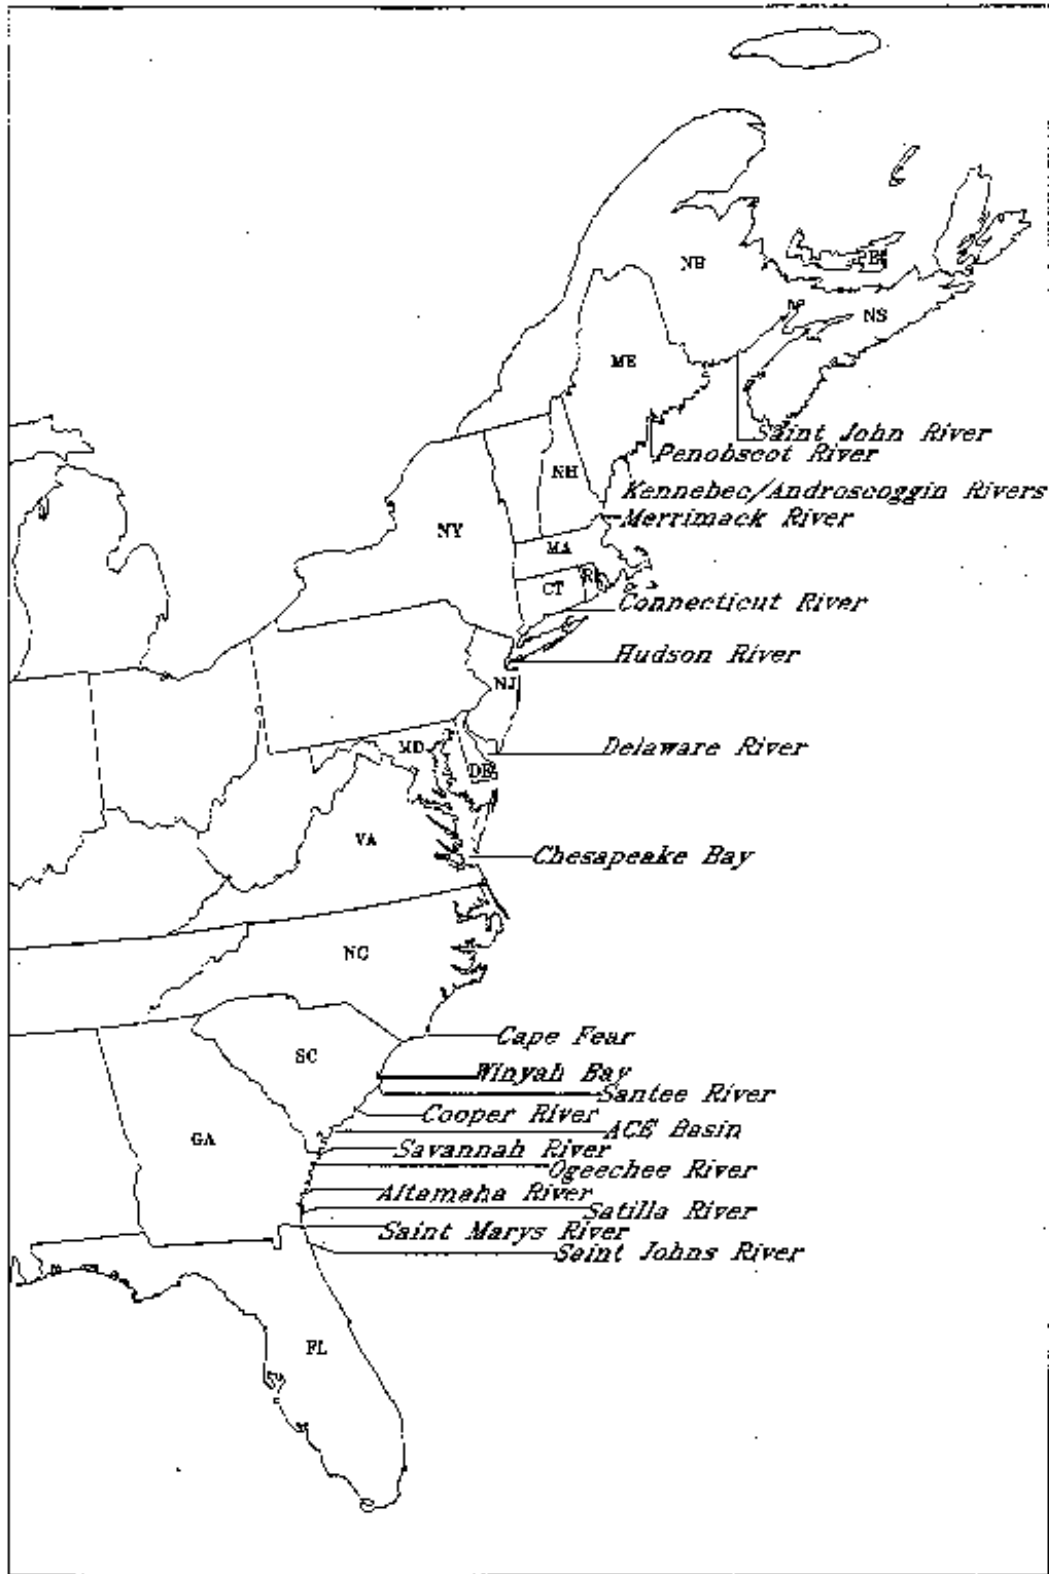 NB
PE
NS
ME
Saint John River
Penobscot River
NH
Kennebec/Androscoggin Rivers
Merrimack River
NY
MA
CT
RI
Connecticut River
Hudson River
NJ
Delaware River
MD
DE
VA
Chesapeake Bay
NC
Cape Fear
SC
Winyah Bay
Santee River
Cooper River
ACE Basin
GA
Savannah River
Ogeechee River
Altamaha River
Satilla River
Saint Marys River
Saint Johns River
FL